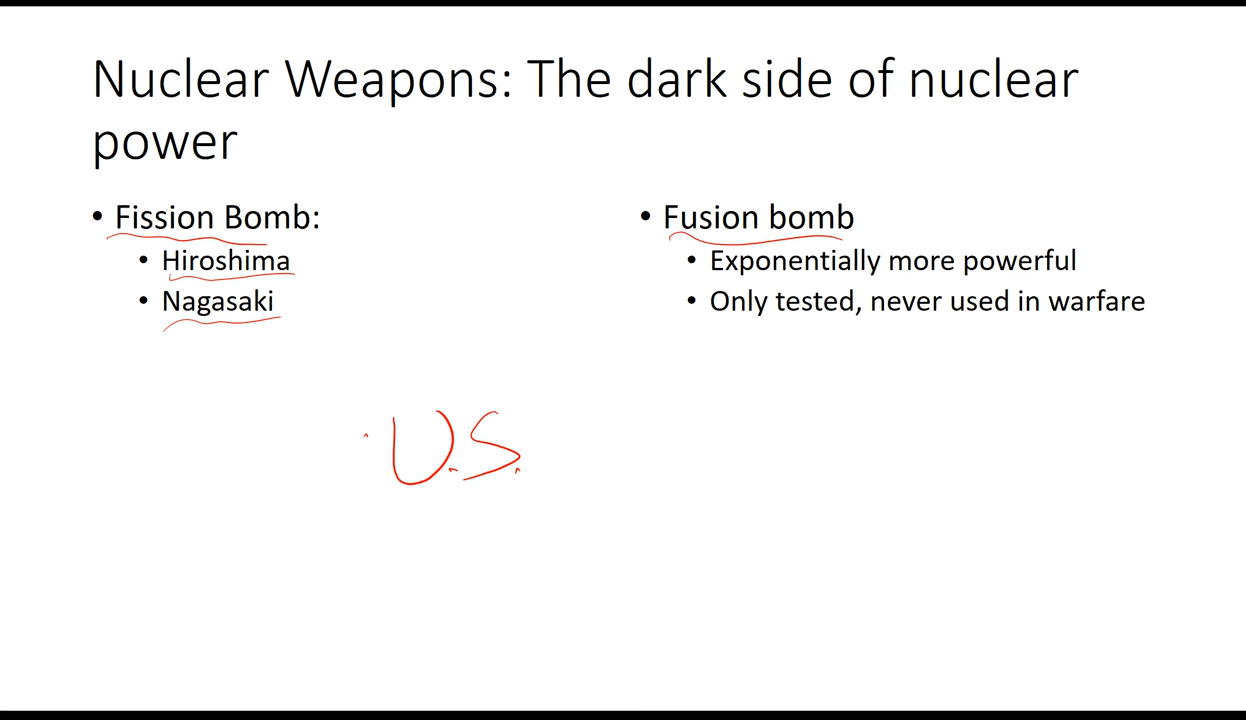 Nuclear Weapons: The dark side of nuclear
power
• Fission Bomb:
• Hiroshima
• Nagasaki
• Fusion bomb
• Exponentially more powerful
• Only tested, never used in warfare
U.S.